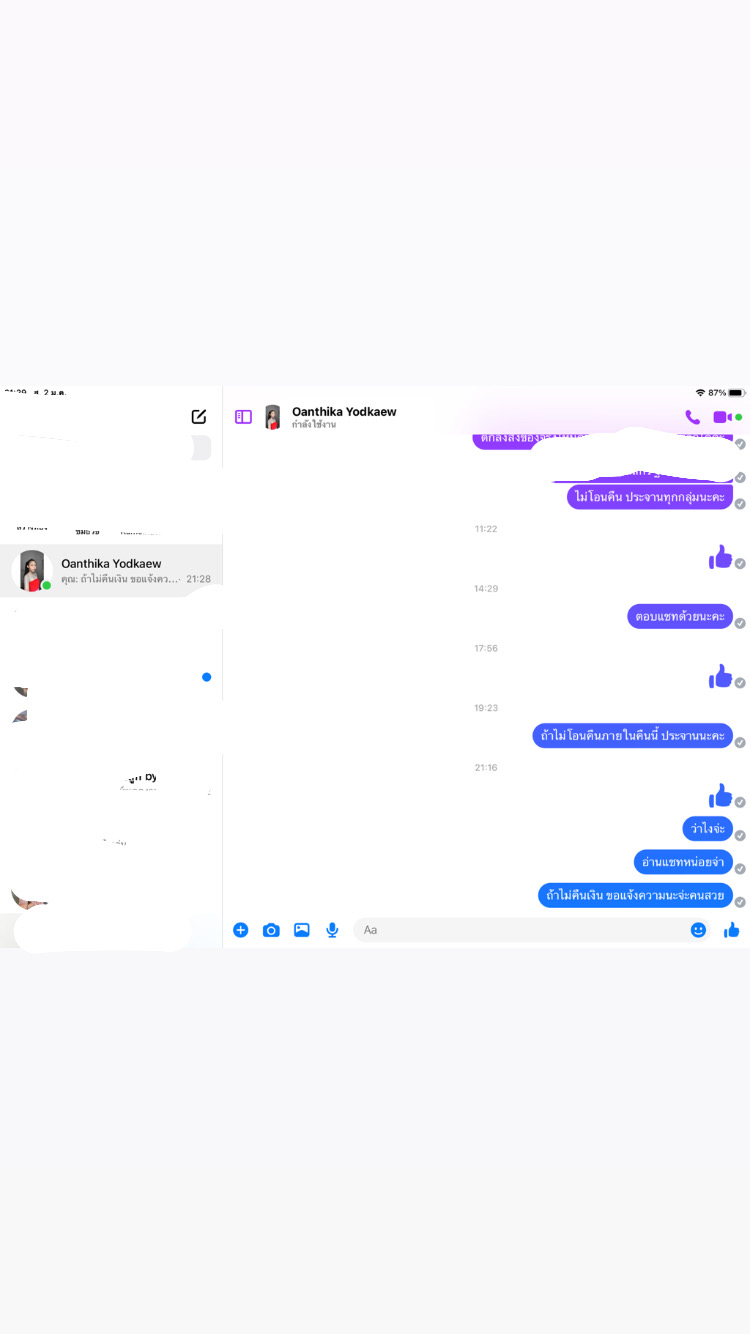 87%
Oanthika Yodkaew
กำลังใช้งาน
ไม่โอนคืน ประจานทุกกลุ่มนะคะ
11:22
Oanthika Yodkaew
คุณ: ถ้าไม่คืนเงิน ขอแจ้งคว... · 21:28
14:29
ตอบแชทด้วยนะคะ
17:56
19:23
ถ้าไม่โอนคืนภายในคืนนี้ ประจานนะคะ
21:16
ว่าไงจ่ะ
อ่านแชทหน่อยจ่า
ถ้าไม่คืนเงิน ขอแจ้งความนะจ่ะคนสวย
Aa